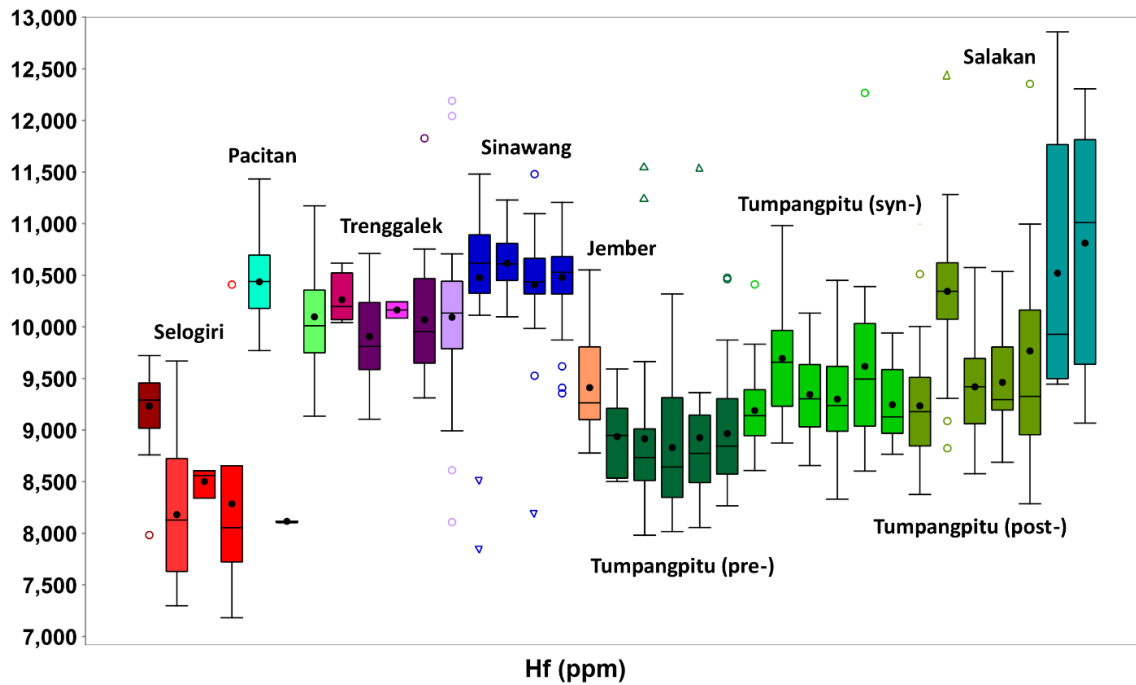 13,000
12,500
12,000
11,500
11,000
10,500
10,000
9,500
9,000
8,500
8,000
7,500
7,000
Salakan
Pacitan
Sinawang
Trenggalek
Tumpangpitu (syn-)
Jember
Selogiri
Tumpangpitu (post-)
Tumpangpitu (pre-)
Hf (ppm)